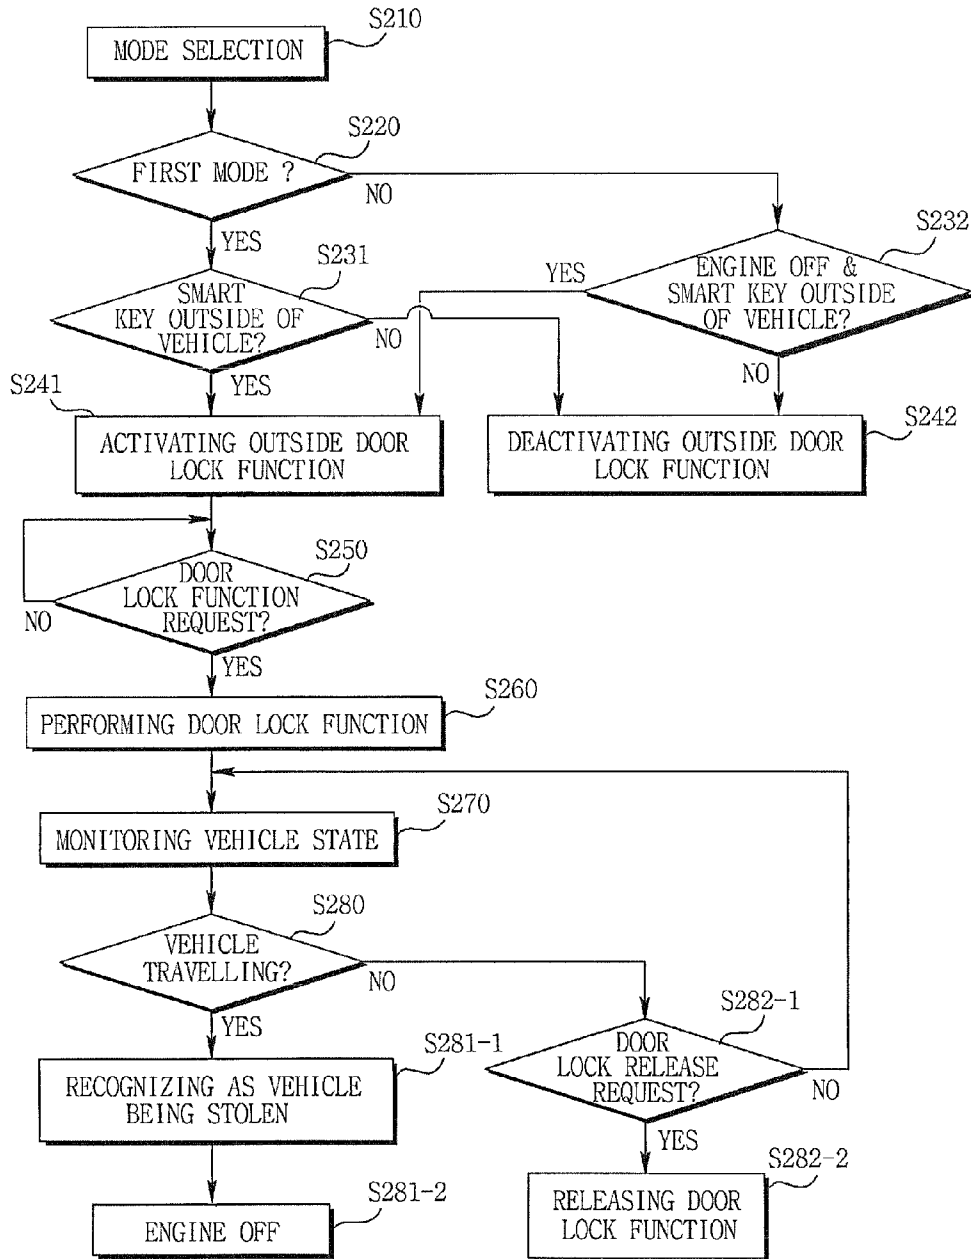 S210
MODE SELECTION
S220
FIRST MODE ?
NO
YES
S232
ENGINE OFF &
SMART KEY OUTSIDE
OF VEHICLE?
YES
NO
S231
SMART
KEY OUTSIDE OF
VEHICLE?
NO
YES
S241
ACTIVATING OUTSIDE DOOR
LOCK FUNCTION
S242
DEACTIVATING OUTSIDE DOOR
LOCK FUNCTION
S250
DOOR
LOCK FUNCTION
REQUEST?
NO
YES
S260
PERFORMING DOOR LOCK FUNCTION
S270
MONITORING VEHICLE STATE
S280
VEHICLE
TRAVELLING?
NO
YES
S281-1
RECOGNIZING AS VEHICLE
BEING STOLEN
S282-1
DOOR
LOCK RELEASE
REQUEST?
NO
YES
S281-2
ENGINE OFF
S282-2
RELEASING DOOR
LOCK FUNCTION